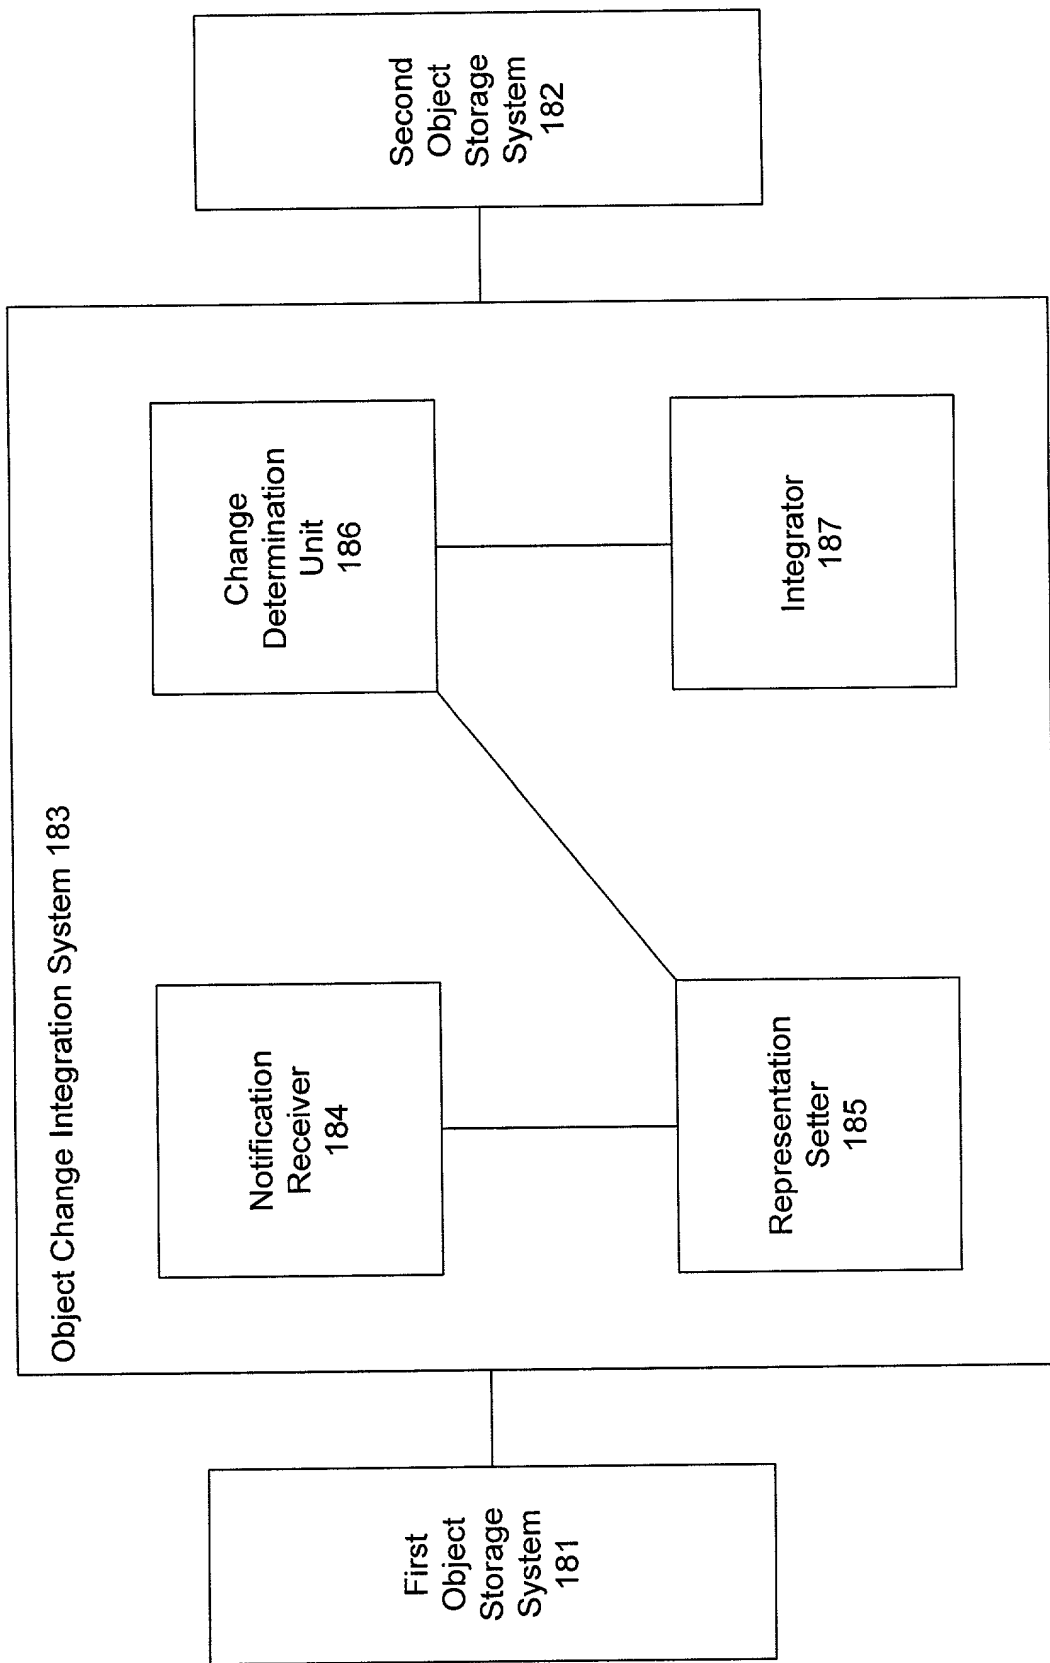 Object Change Integration System 183
First
Object
Storage
System
181
Notification
Receiver
184
Representation
Setter
185
Change
Determination
Unit
186
Integrator
187
Second
Object
Storage
System
182